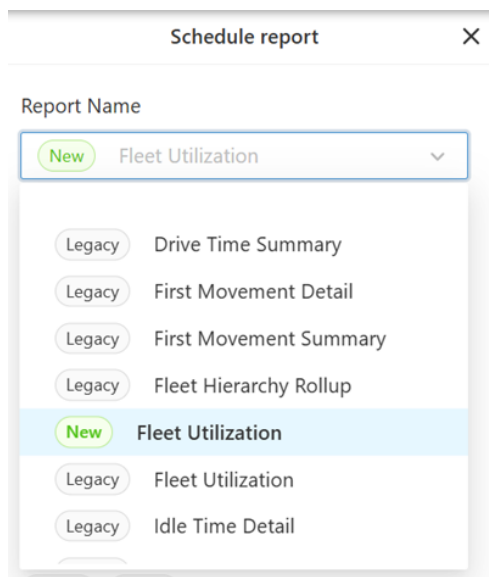 Schedule report
Report Name
New Fleet Utilization
Legacy Drive Time Summary
Legacy First Movement Detail
Legacy First Movement Summary
Legacy Fleet Hierarchy Rollup
New Fleet Utilization
Legacy Fleet Utilization
Legacy Idle Time Detail